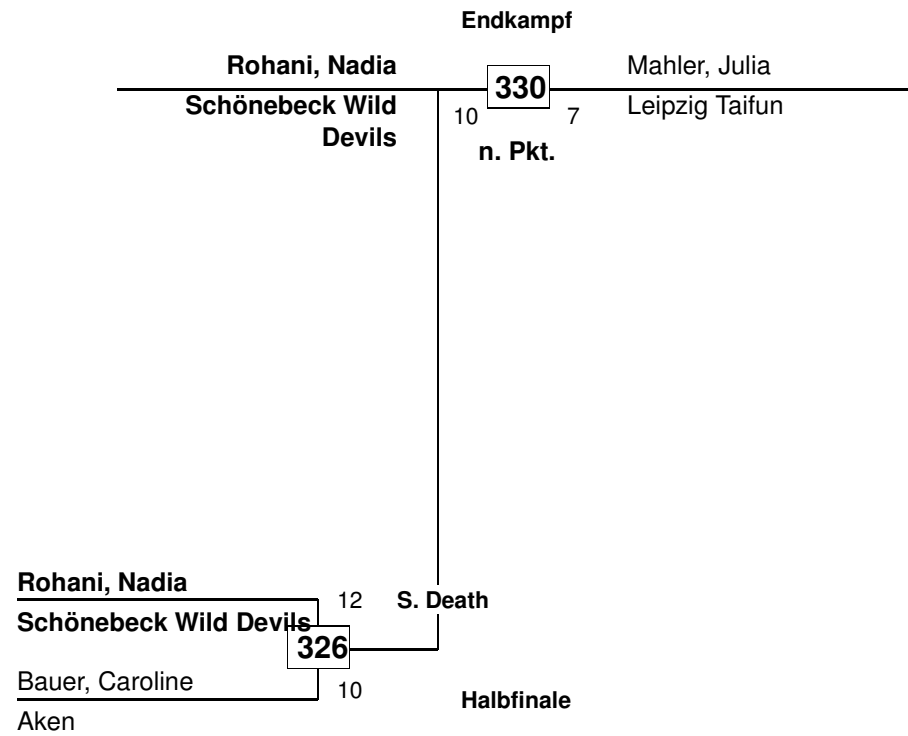 Endkampf
Rohani, Nadia
330
Mahler, Julia
Schönebeck Wild
Devils
10
7
Leipzig Taifun
n. Pkt.
Rohani, Nadia
12
S. Death
Schönebeck Wild Devils
326
Bauer, Caroline
10
Halbfinale
Aken